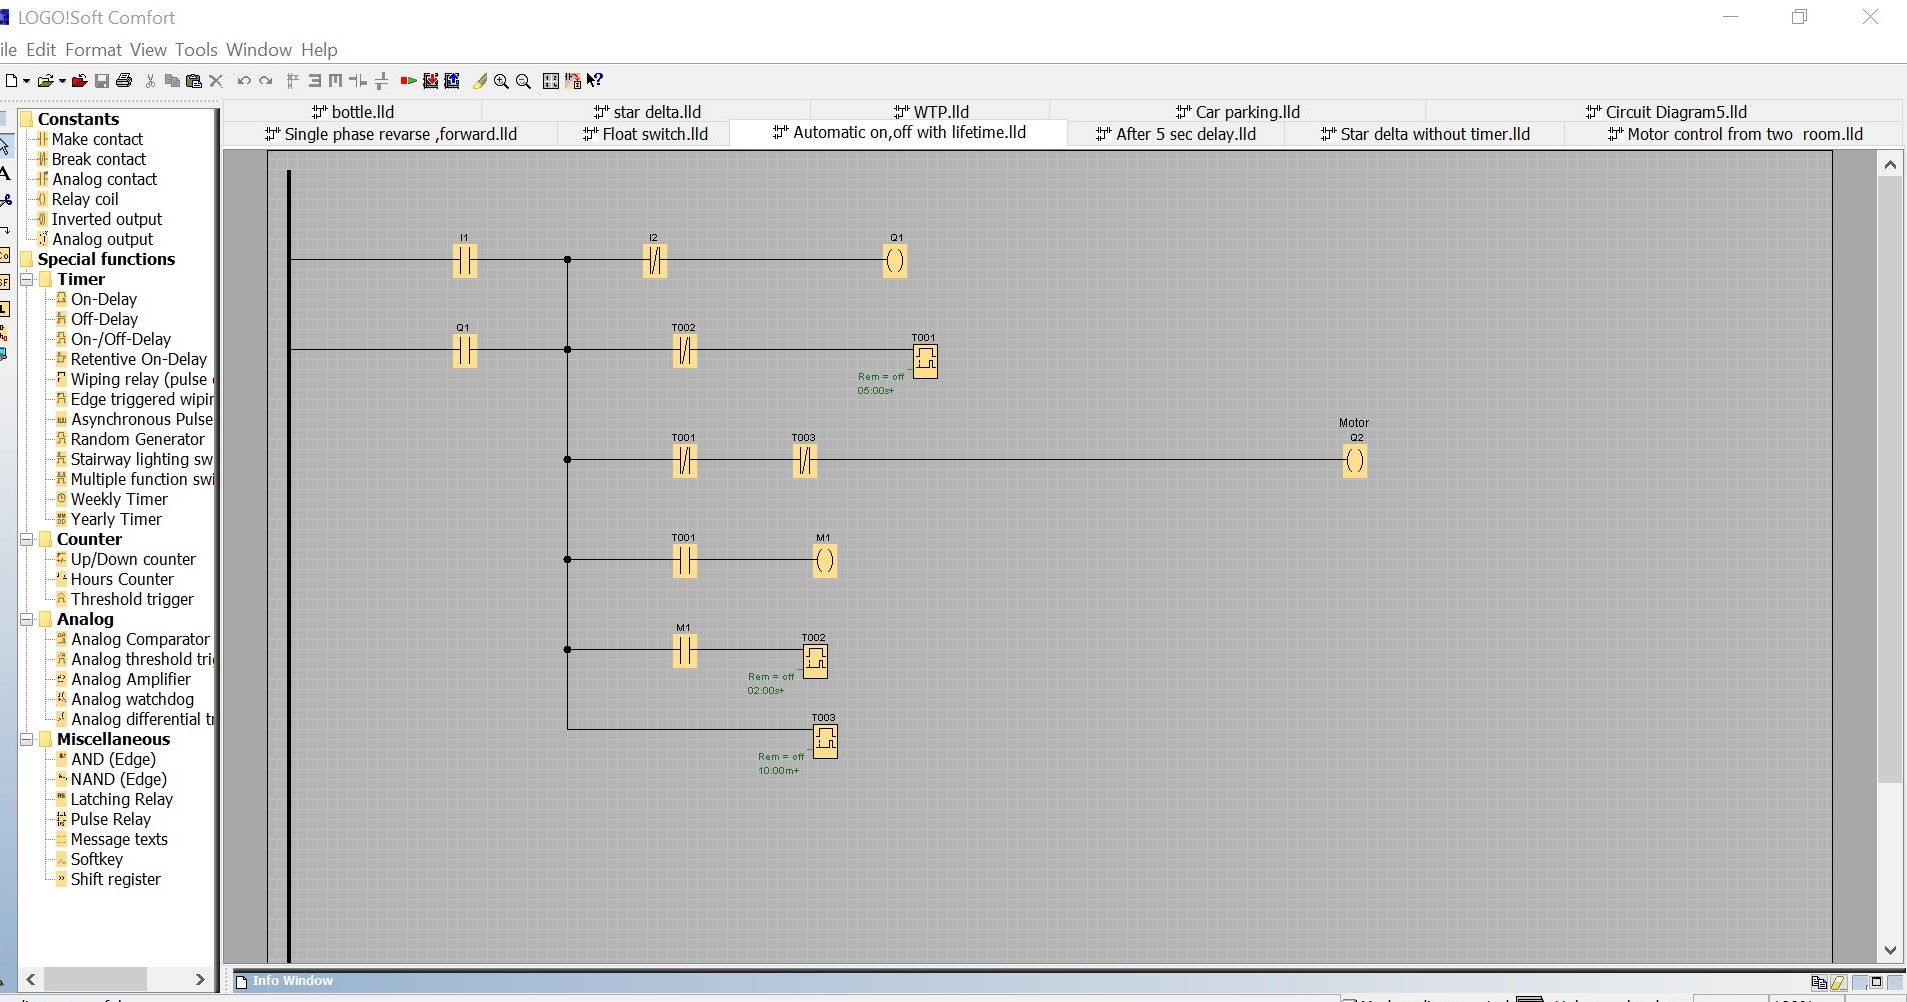 LOGO!Soft Comfort
ile Edit Format View Tools Window Help
bottle.lld star delta.lld WTP.lld Car parking.lld Circuit Diagram5.lld
Single phase revarse ,forward.lld Float switch.lld Automatic on,off with lifetime.lld After 5 sec delay.lld Star delta without timer.lld Motor control from two room.lld
Constants
Make contact
Break contact
Analog contact
Relay coil
Inverted output
Analog output
Special functions
Timer
On-Delay
Off-Delay
On-/Off-Delay
Retentive On-Delay
Wiping relay (pulse
Edge triggered wipin
Asynchronous Pulse
Random Generator
Stairway lighting sw
Multiple function swi
Weekly Timer
Yearly Timer
Counter
Up/Down counter
Hours Counter
Threshold trigger
Analog
Analog Comparator
Analog threshold tri
Analog Amplifier
Analog watchdog
Analog differential t
Miscellaneous
AND (Edge)
NAND (Edge)
Latching Relay
Pulse Relay
Message texts
Softkey
Shift register
I1 I2 Q1
Q1 T002 T001
Rem = off
05:00s+
Motor
T001 T003 Q2
T001 M1
M1 T002
Rem = off
02:00s+
T003
Rem = off
10:00m+
Info Window